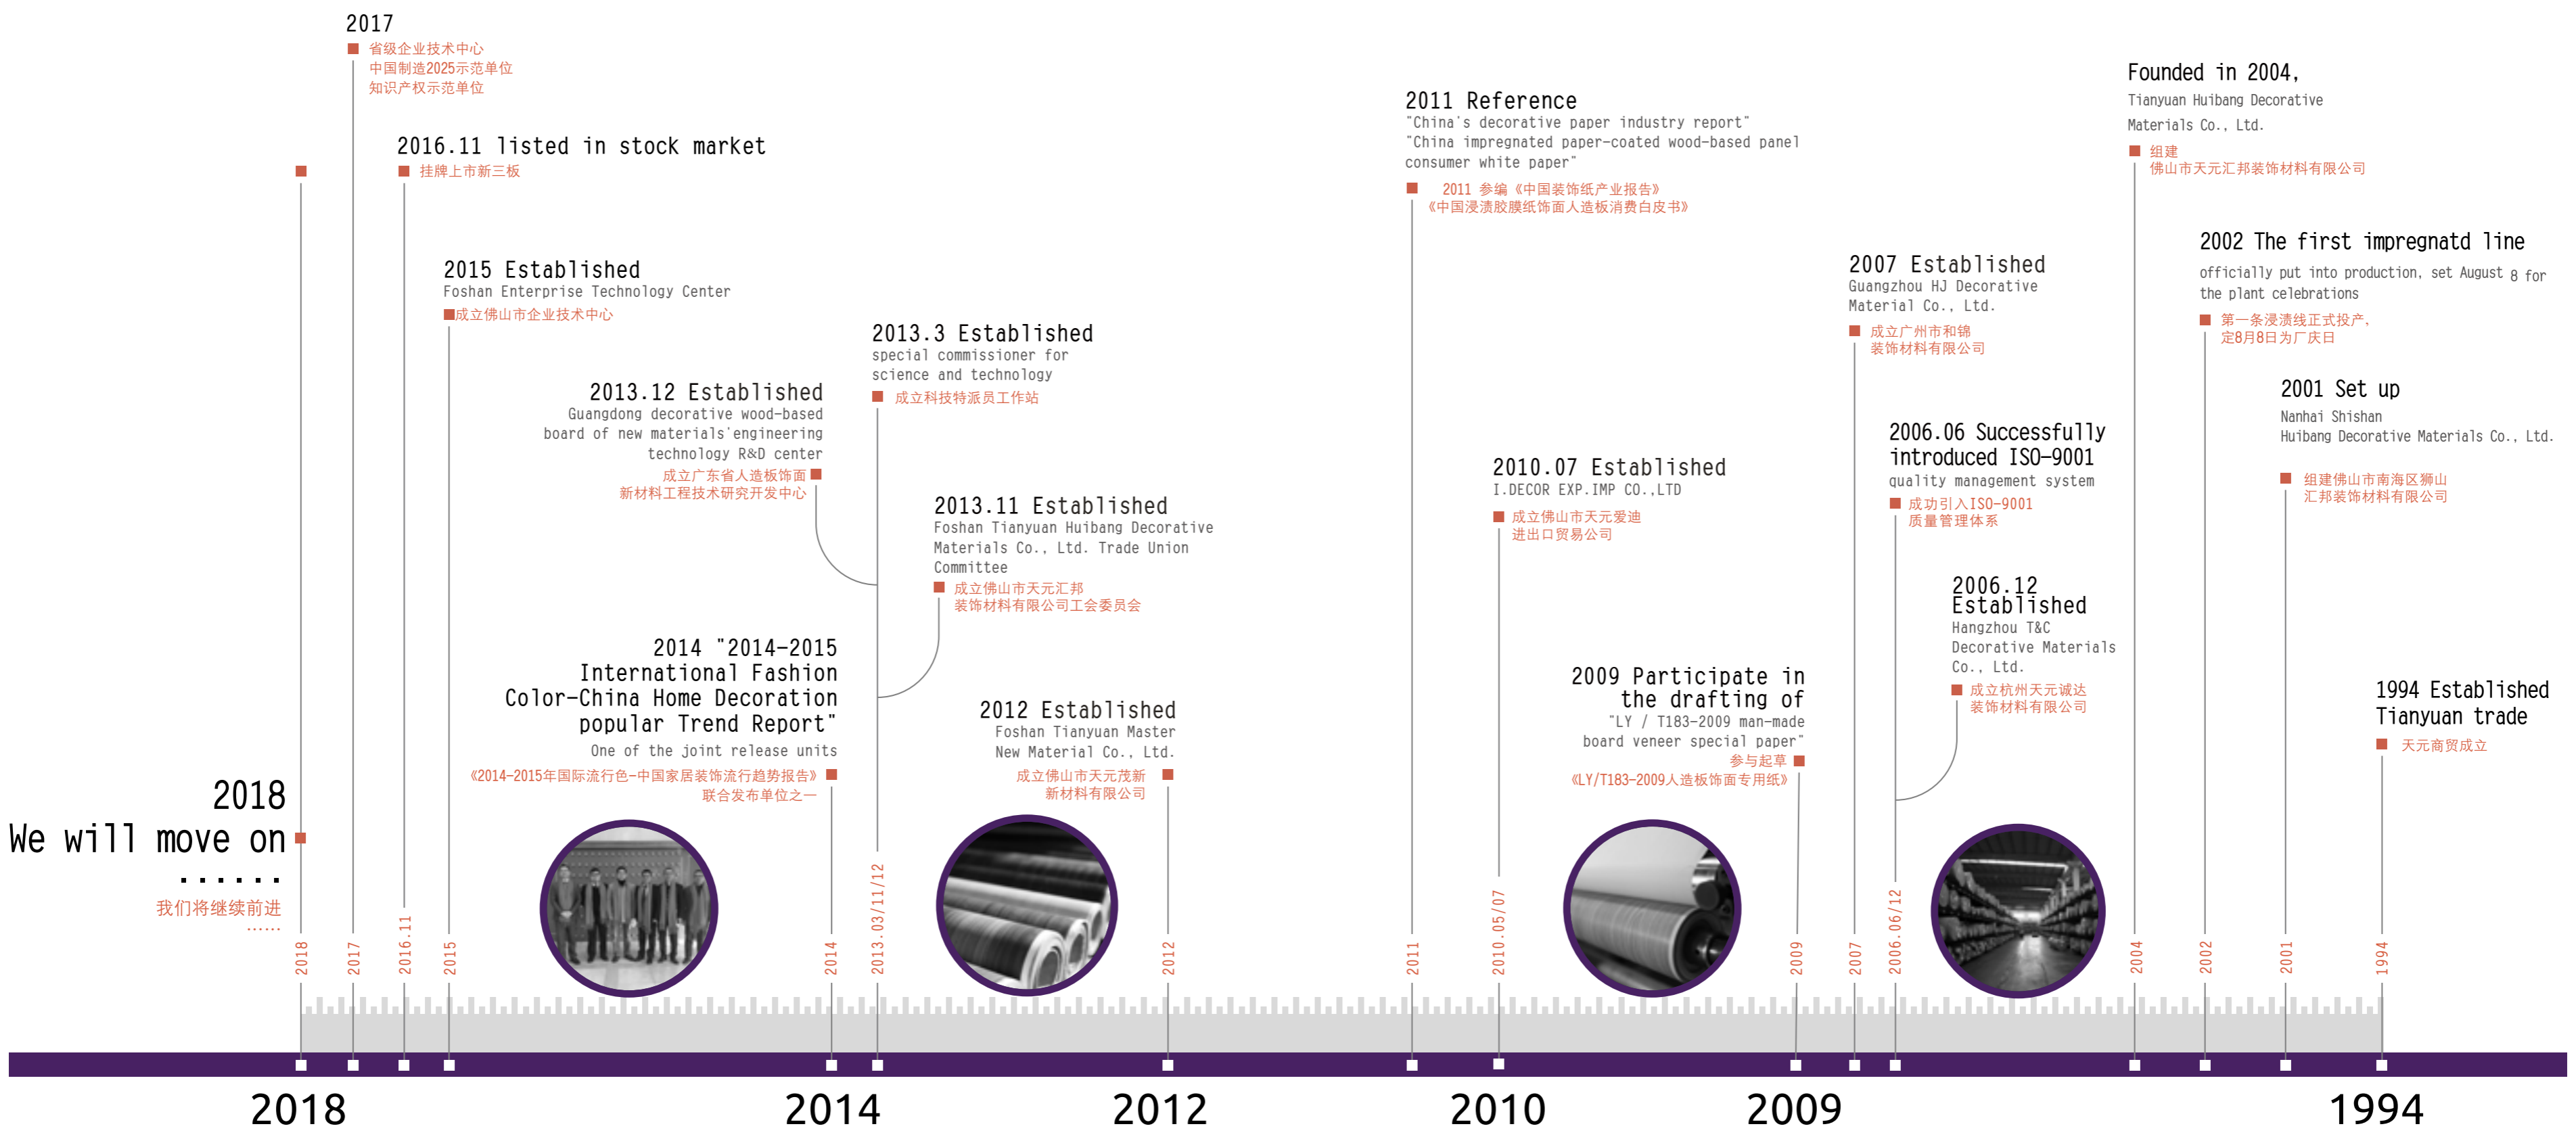 2017
省级企业技术中心
中国制造2025示范单位
知识产权示范单位
2016.11 listed in stock market
挂牌上市新三板
2015 Established
Foshan Enterprise Technology Center
成立佛山市企业技术中心
2013.12 Established
Guangdong decorative wood-based
board of new materials'engineering
technology R&D center
成立广东省人造板饰面
新材料工程技术研究开发中心
2013.3 Established
special commissioner for
science and technology
成立科技特派员工作站
2013.11 Established
Foshan Tianyuan Huibang Decorative
Materials Co., Ltd. Trade Union
Committee
成立佛山市天元汇邦
装饰材料有限公司工会委员会
2014 "2014-2015
International Fashion
Color-China Home Decoration
popular Trend Report"
One of the joint release units
《2014-2015年国际流行色-中国家居装饰流行趋势报告》
联合发布单位之一
2012 Established
Foshan Tianyuan Master
New Material Co., Ltd.
成立佛山市天元茂新
新材料有限公司
2018
We will move on
......
我们将继续前进
......
2011 Reference
"China's decorative paper industry report"
"China impregnated paper-coated wood-based panel
consumer white paper"
2011 参编《中国装饰纸产业报告》
《中国浸渍胶膜纸饰面人造板消费白皮书》
2010.07 Established
I.DECOR EXP.IMP CO.,LTD
成立佛山市天元爱迪
进出口贸易公司
2009 Participate in
the drafting of
"LY / T183-2009 man-made
board veneer special paper"
参与起草
《LY/T183-2009人造板饰面专用纸》
2007 Established
Guangzhou HJ Decorative
Material Co., Ltd.
成立广州市和锦
装饰材料有限公司
2006.06 Successfully
introduced ISO-9001
quality management system
成功引入ISO-9001
质量管理体系
2006.12
Established
Hangzhou T&C
Decorative Materials
Co., Ltd.
成立杭州天元诚达
装饰材料有限公司
Founded in 2004,
Tianyuan Huibang Decorative
Materials Co., Ltd.
组建
佛山市天元汇邦装饰材料有限公司
2002 The first impregnatd line
officially put into production, set August 8 for
the plant celebrations
第一条浸渍线正式投产,
定8月8日为厂庆日
2001 Set up
Nanhai Shishan
Huibang Decorative Materials Co., Ltd.
组建佛山市南海区狮山
汇邦装饰材料有限公司
1994 Established
Tianyuan trade
天元商贸成立
2018
2017
2016.11
2015
2014
2013.03/11/12
2012
2011
2010.05/07
2009
2007
2006.06/12
2004
2002
2001
1994
2018
2014
2012
2010
2009
1994